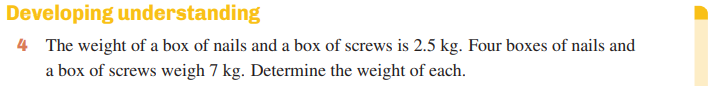 Developing understanding
4 The weight of a box of nails and a box of screws is 2.5 kg. Four boxes of nails and
a box of screws weigh 7 kg. Determine the weight of each.